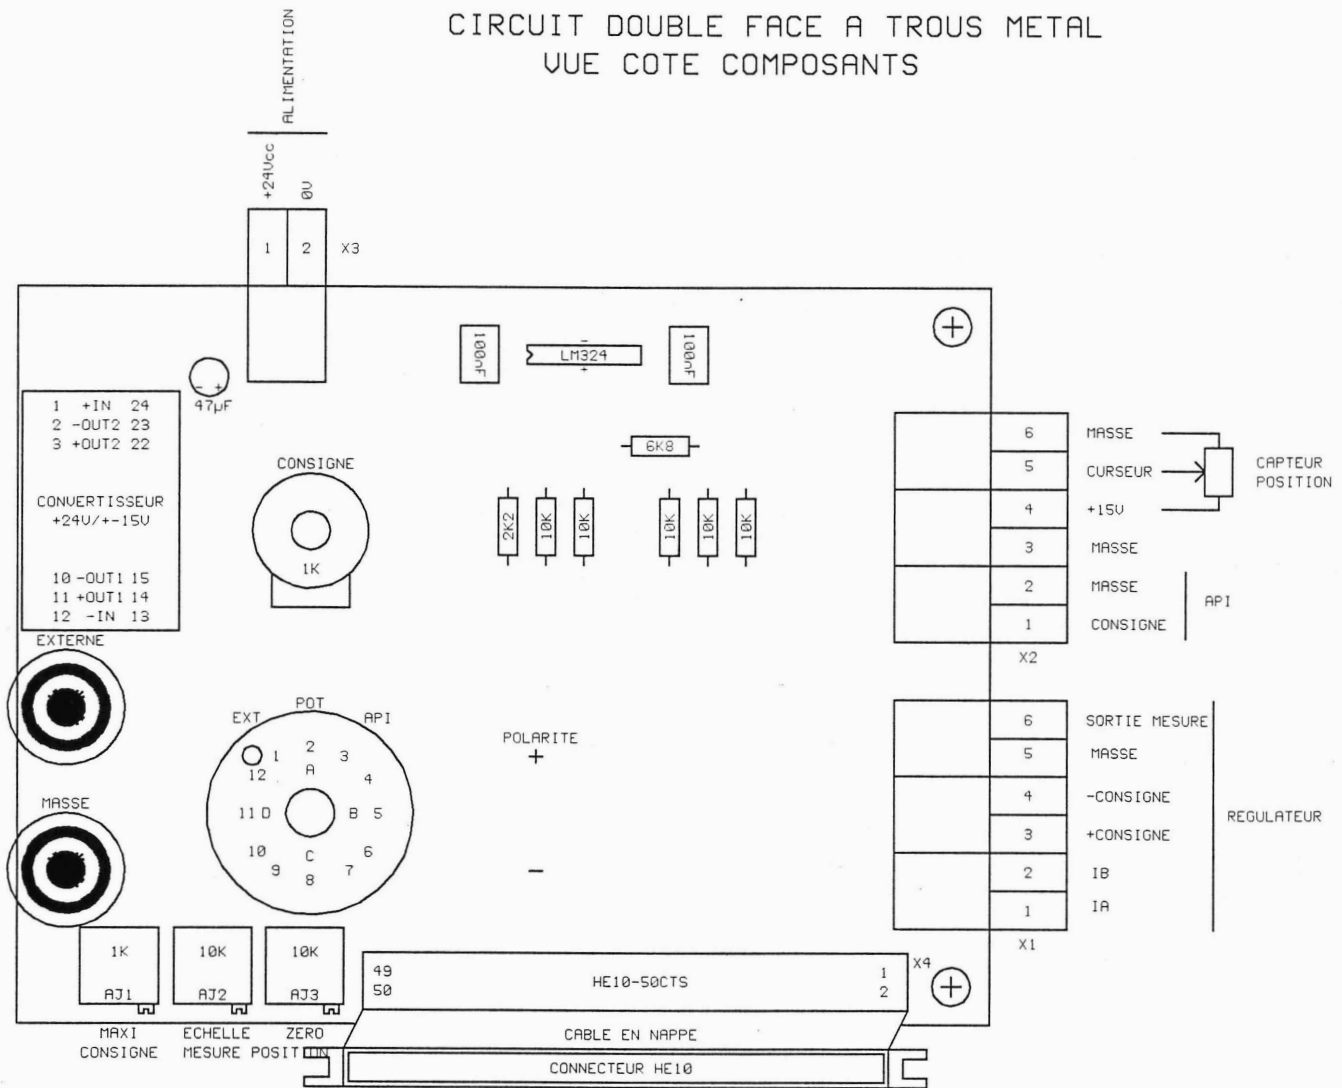 CIRCUIT DOUBLE FACE A TROUS METAL
VUE COTE COMPOSANTS
ALIMENTATION
+24Vcc
0V
1
2
X3
100nF
-
LM324
+
100nF
- +
47µF
1 +IN 24
2 -OUT2 23
3 +OUT2 22
CONVERTISSEUR
+24V/+-15V
10 -OUT1 15
11 +OUT1 14
12 -IN 13
CONSIGNE
1K
6K8
2K2
10K
10K
10K
10K
10K
6 MASSE
5 CURSEUR
4 +15V
3 MASSE
2 MASSE
1 CONSIGNE
X2
CAPTEUR
POSITION
API
EXTERNE
MASSE
EXT
POT
API
1
2
3
4
5
6
7
8
9
10
11
12
A
B
C
D
POLARITE
+
-
6 SORTIE MESURE
5 MASSE
4 -CONSIGNE
3 +CONSIGNE
2 IB
1 IA
X1
REGULATEUR
1K
AJ1
10K
AJ2
10K
AJ3
MAXI
CONSIGNE
ECHELLE
MESURE
ZERO
POSITION
49
50
HE10-50CTS
1
2
X4
CABLE EN NAPPE
CONNECTEUR HE10